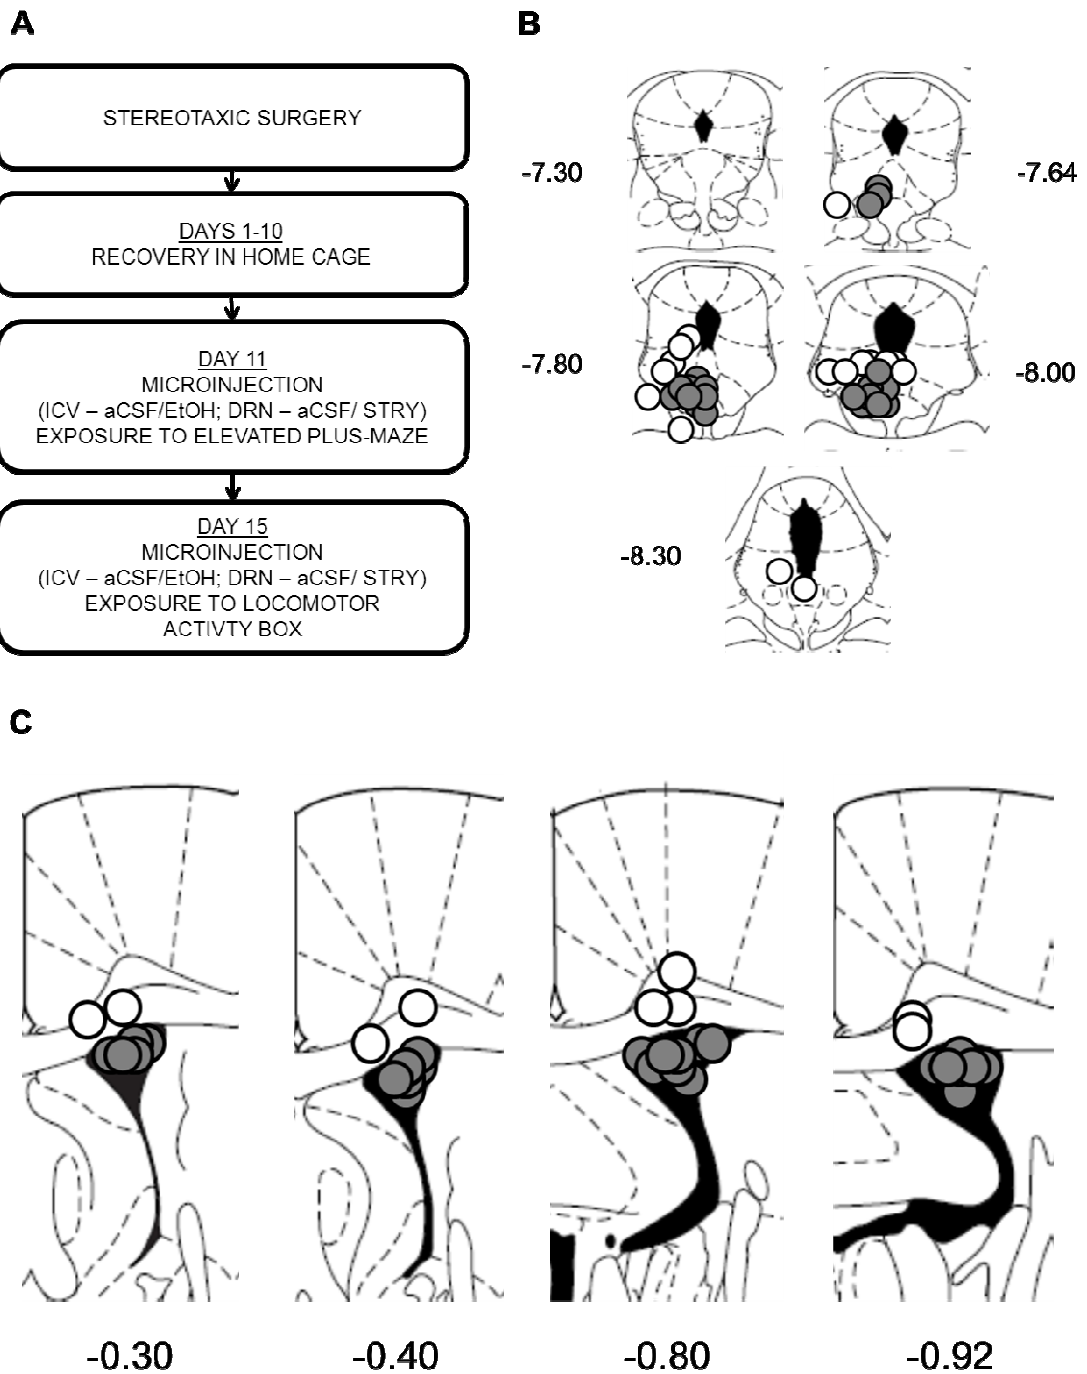 A
STEREOTAXIC SURGERY
DAYS 1-10
RECOVERY IN HOME CAGE
DAY 11
MICROINJECTION
(ICV – aCSF/EtOH; DRN – aCSF/ STRY)
EXPOSURE TO ELEVATED PLUS-MAZE
DAY 15
MICROINJECTION
(ICV – aCSF/EtOH; DRN – aCSF/ STRY)
EXPOSURE TO LOCOMOTOR
ACTIVTY BOX
B
-7.30
-7.64
-7.80
-8.00
-8.30
C
-0.30
-0.40
-0.80
-0.92